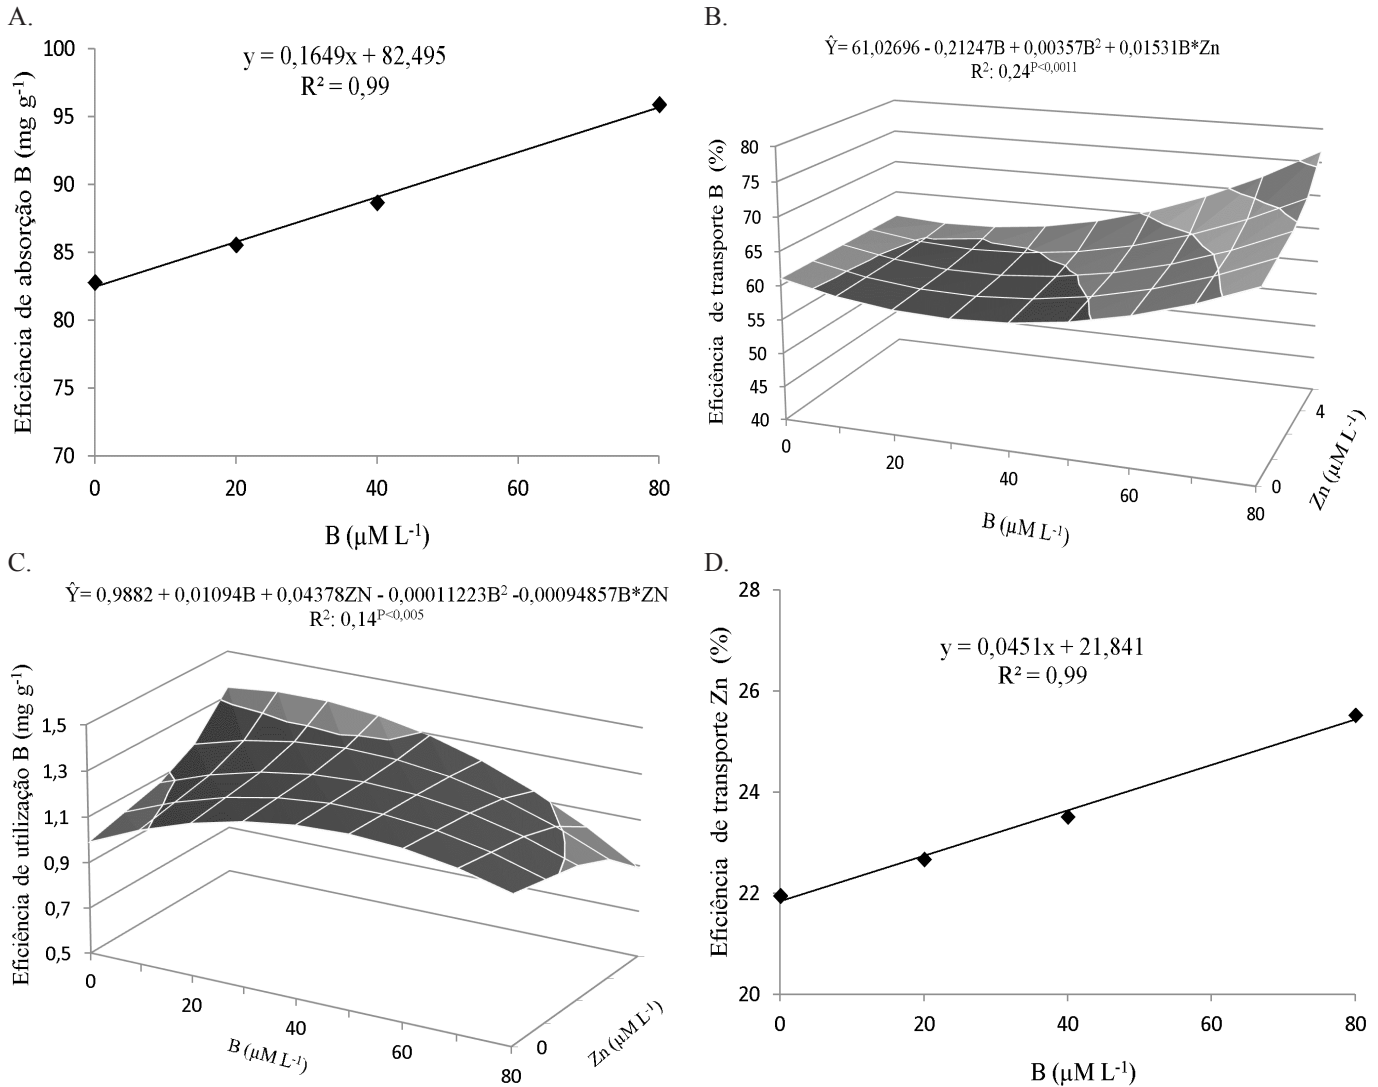 A.
y = 0,1649x + 82,495
R² = 0,99
Eficiência de absorção B (mg g-1)
100
95
90
85
80
75
70
0 20 40 60 80
B (µM L-1)
B.
Ŷ= 61,02696 - 0,21247B + 0,00357B2 + 0,01531B*Zn
R2: 0,24P<0,0011
Eficiência de transporte B (%)
80
75
70
65
60
55
50
45
40
0 20 40 60 80
B (µM L-1)
0 4
Zn (µM L-1)
C.
Ŷ= 0,9882 + 0,01094B + 0,04378ZN - 0,00011223B2 -0,00094857B*ZN
R2: 0,14P<0,005
Eficiência de utilização B (mg g-1)
1,5
1,3
1,1
0,9
0,7
0,5
0 20 40 60 80
B (µM L-1)
0
Zn (µM L-1)
D.
y = 0,0451x + 21,841
R² = 0,99
Eficiência de transporte Zn (%)
28
26
24
22
20
0 20 40 60 80
B (µM L-1)